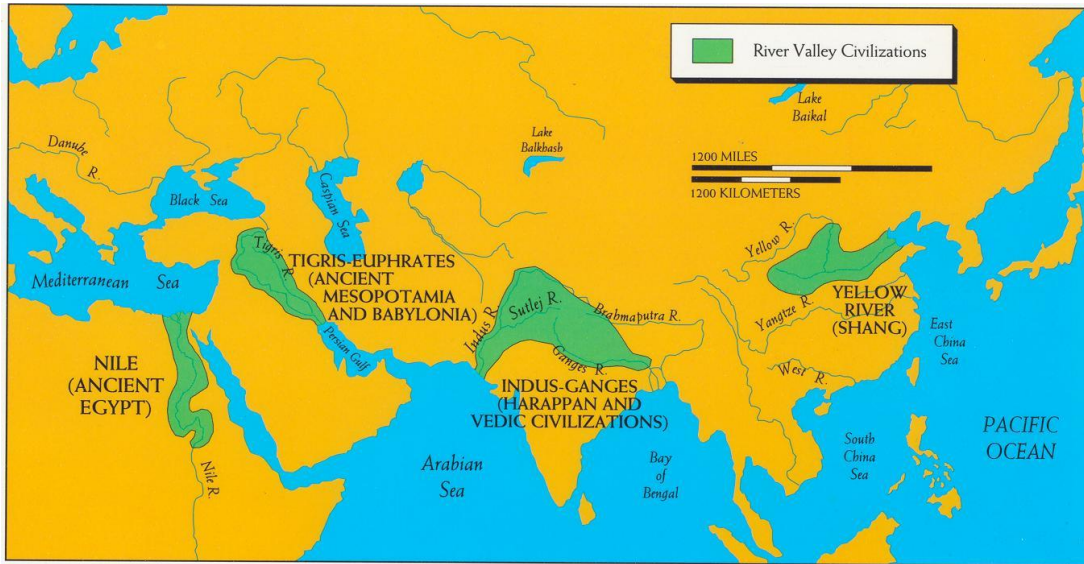 River Valley Civilizations
Lake
Baikal
Lake
Balkhash
1200 MILES
1200 KILOMETERS
Danube
R.
Black Sea
Caspian Sea
Mediterranean Sea
Tigris R.
TIGRIS-EUPHRATES
(ANCIENT
MESOPOTAMIA
AND BABYLONIA)
Persian Gulf
NILE
(ANCIENT
EGYPT)
Nile R.
Indus R.
Sutlej R.
Brahmaputra R.
Ganges R.
INDUS-GANGES
(HARAPPAN AND
VEDIC CIVILIZATIONS)
Yellow R.
Yangtze R.
YELLOW
RIVER
(SHANG)
West R.
East
China
Sea
South
China
Sea
PACIFIC
OCEAN
Arabian
Sea
Bay
of
Bengal